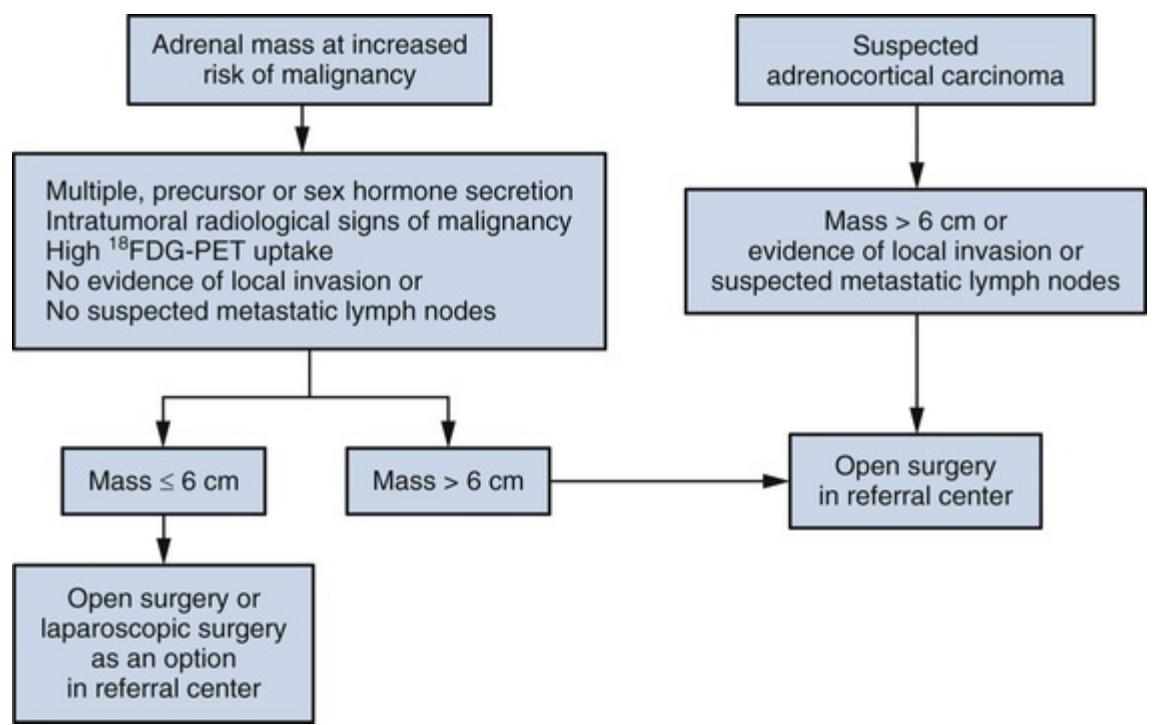 Adrenal mass at increased
risk of malignancy
Suspected
adrenocortical carcinoma
Multiple, precursor or sex hormone secretion
Intratumoral radiological signs of malignancy
High ¹⁸FDG-PET uptake
No evidence of local invasion or
No suspected metastatic lymph nodes
Mass > 6 cm or
evidence of local invasion or
suspected metastatic lymph nodes
Mass ≤ 6 cm
Mass > 6 cm
Open surgery
in referral center
Open surgery or
laparoscopic surgery
as an option
in referral center